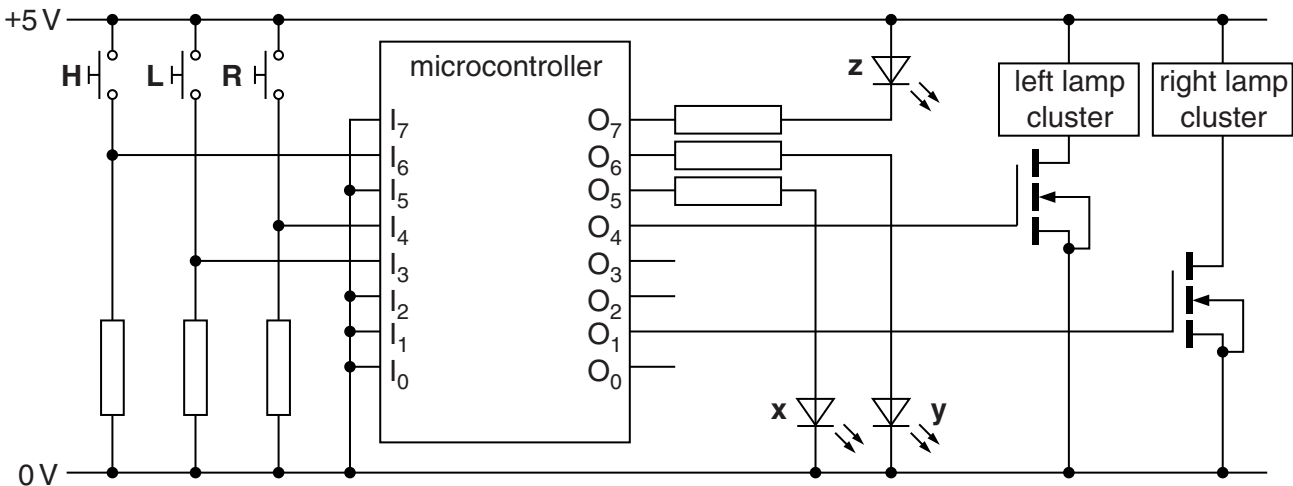 +5 V
H
L
R
microcontroller
I₇
I₆
I₅
I₄
I₃
I₂
I₁
I₀
O₇
O₆
O₅
O₄
O₃
O₂
O₁
O₀
z
x
y
left lamp
cluster
right lamp
cluster
0 V